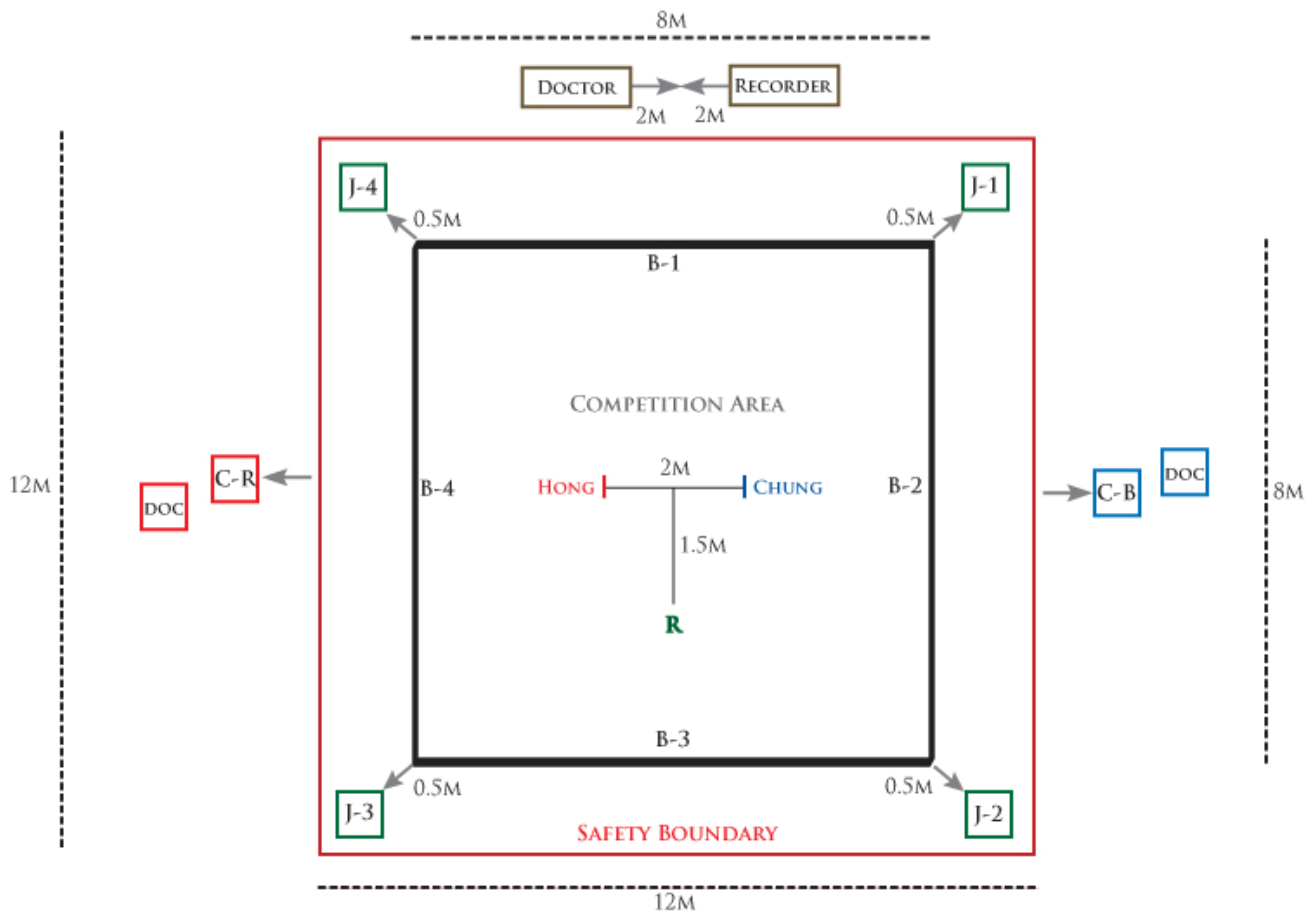 8M
DOCTOR
RECORDER
2M
2M
J-4
J-1
0.5M
0.5M
B-1
COMPETITION AREA
12M
DOC
C-R
B-4
HONG
2M
CHUNG
B-2
C-B
DOC
8M
1.5M
R
B-3
0.5M
0.5M
J-3
J-2
SAFETY BOUNDARY
12M